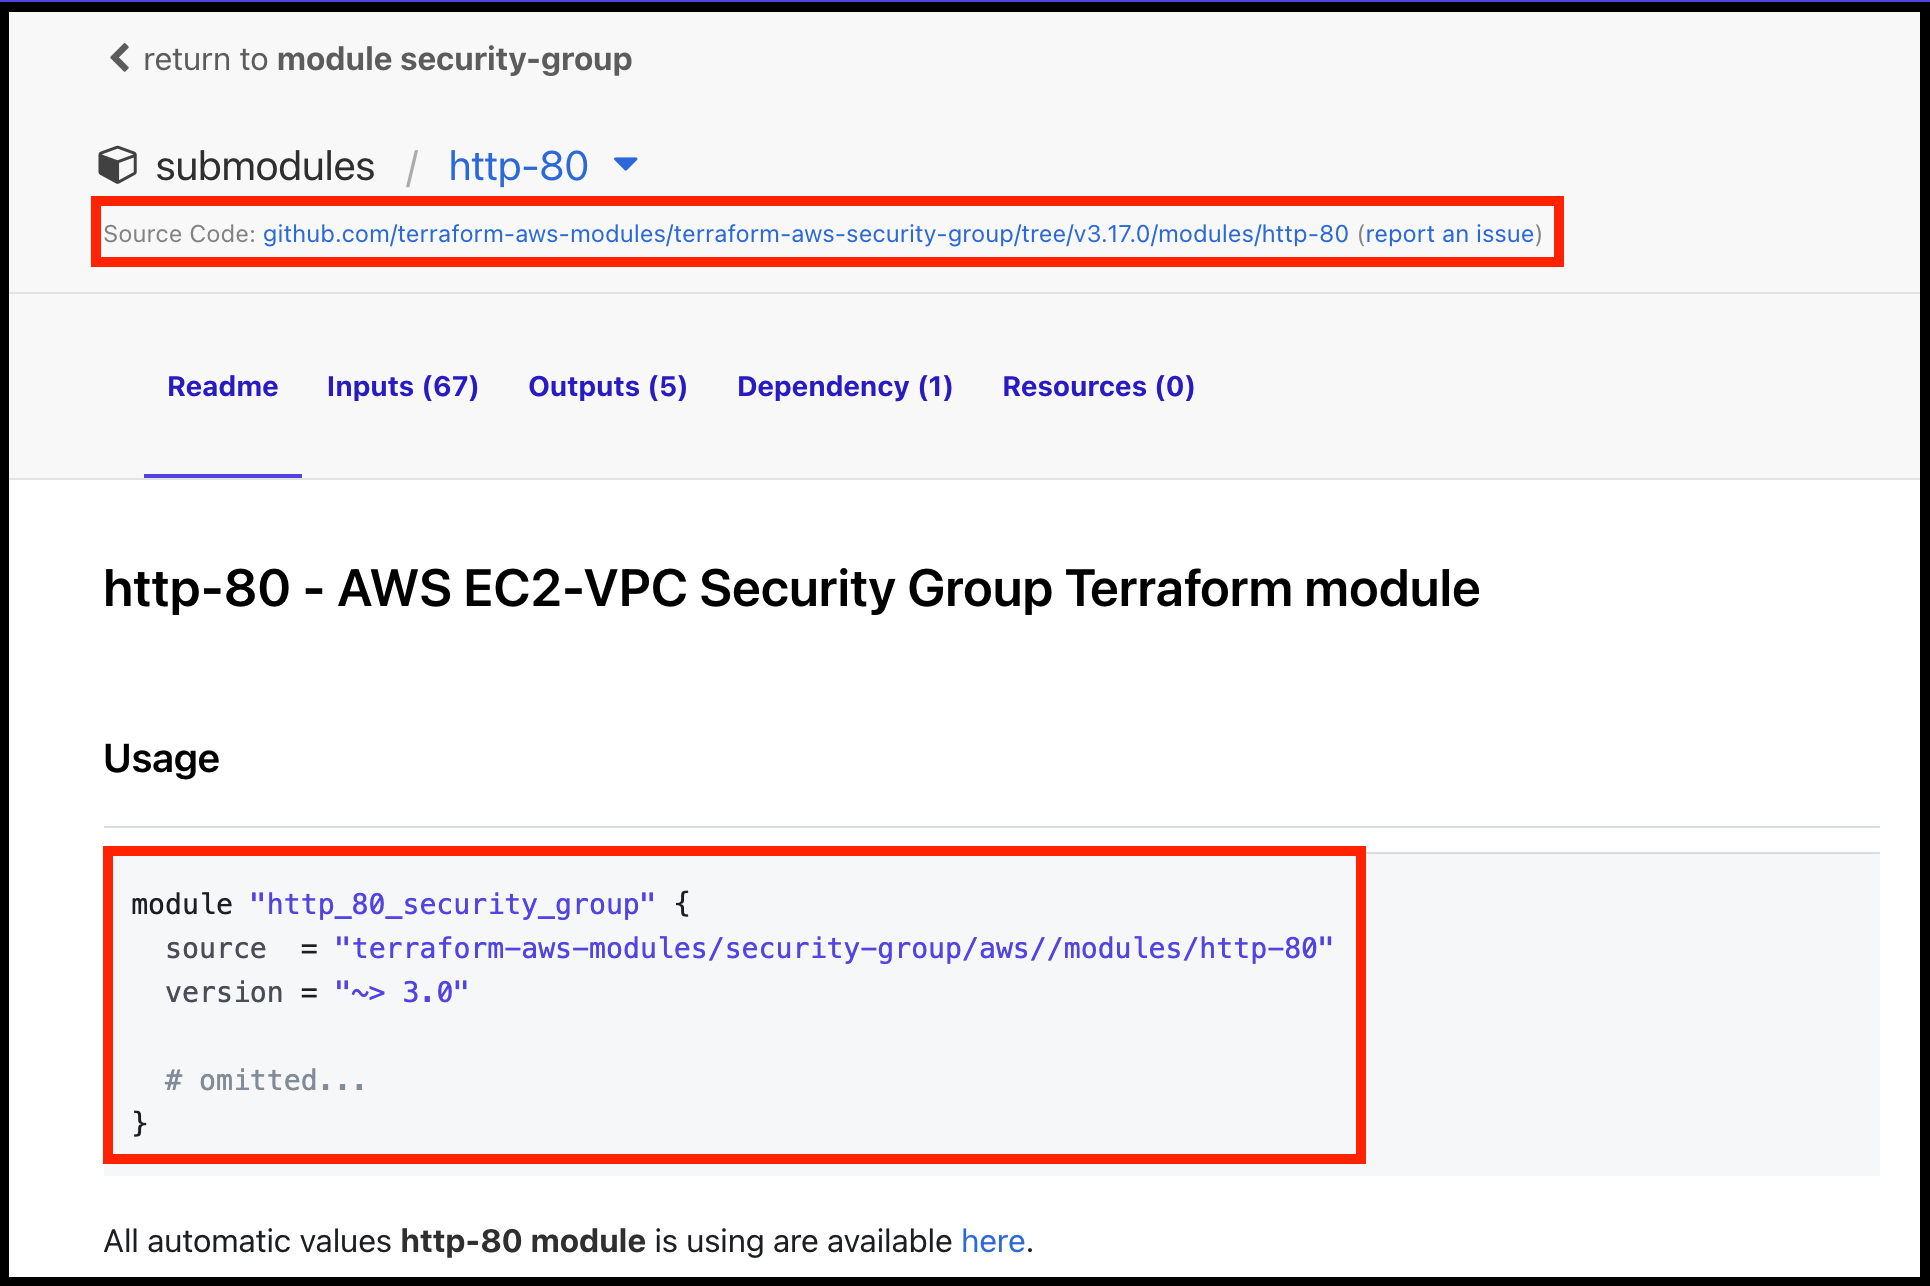 return to module security-group
submodules / http-80
Source Code: github.com/terraform-aws-modules/terraform-aws-security-group/tree/v3.17.0/modules/http-80 (report an issue)
Readme Inputs (67) Outputs (5) Dependency (1) Resources (0)
http-80 - AWS EC2-VPC Security Group Terraform module
Usage
module "http_80_security_group" {
  source  = "terraform-aws-modules/security-group/aws//modules/http-80"
  version = "~> 3.0"
  # omitted...
}
All automatic values http-80 module is using are available here.